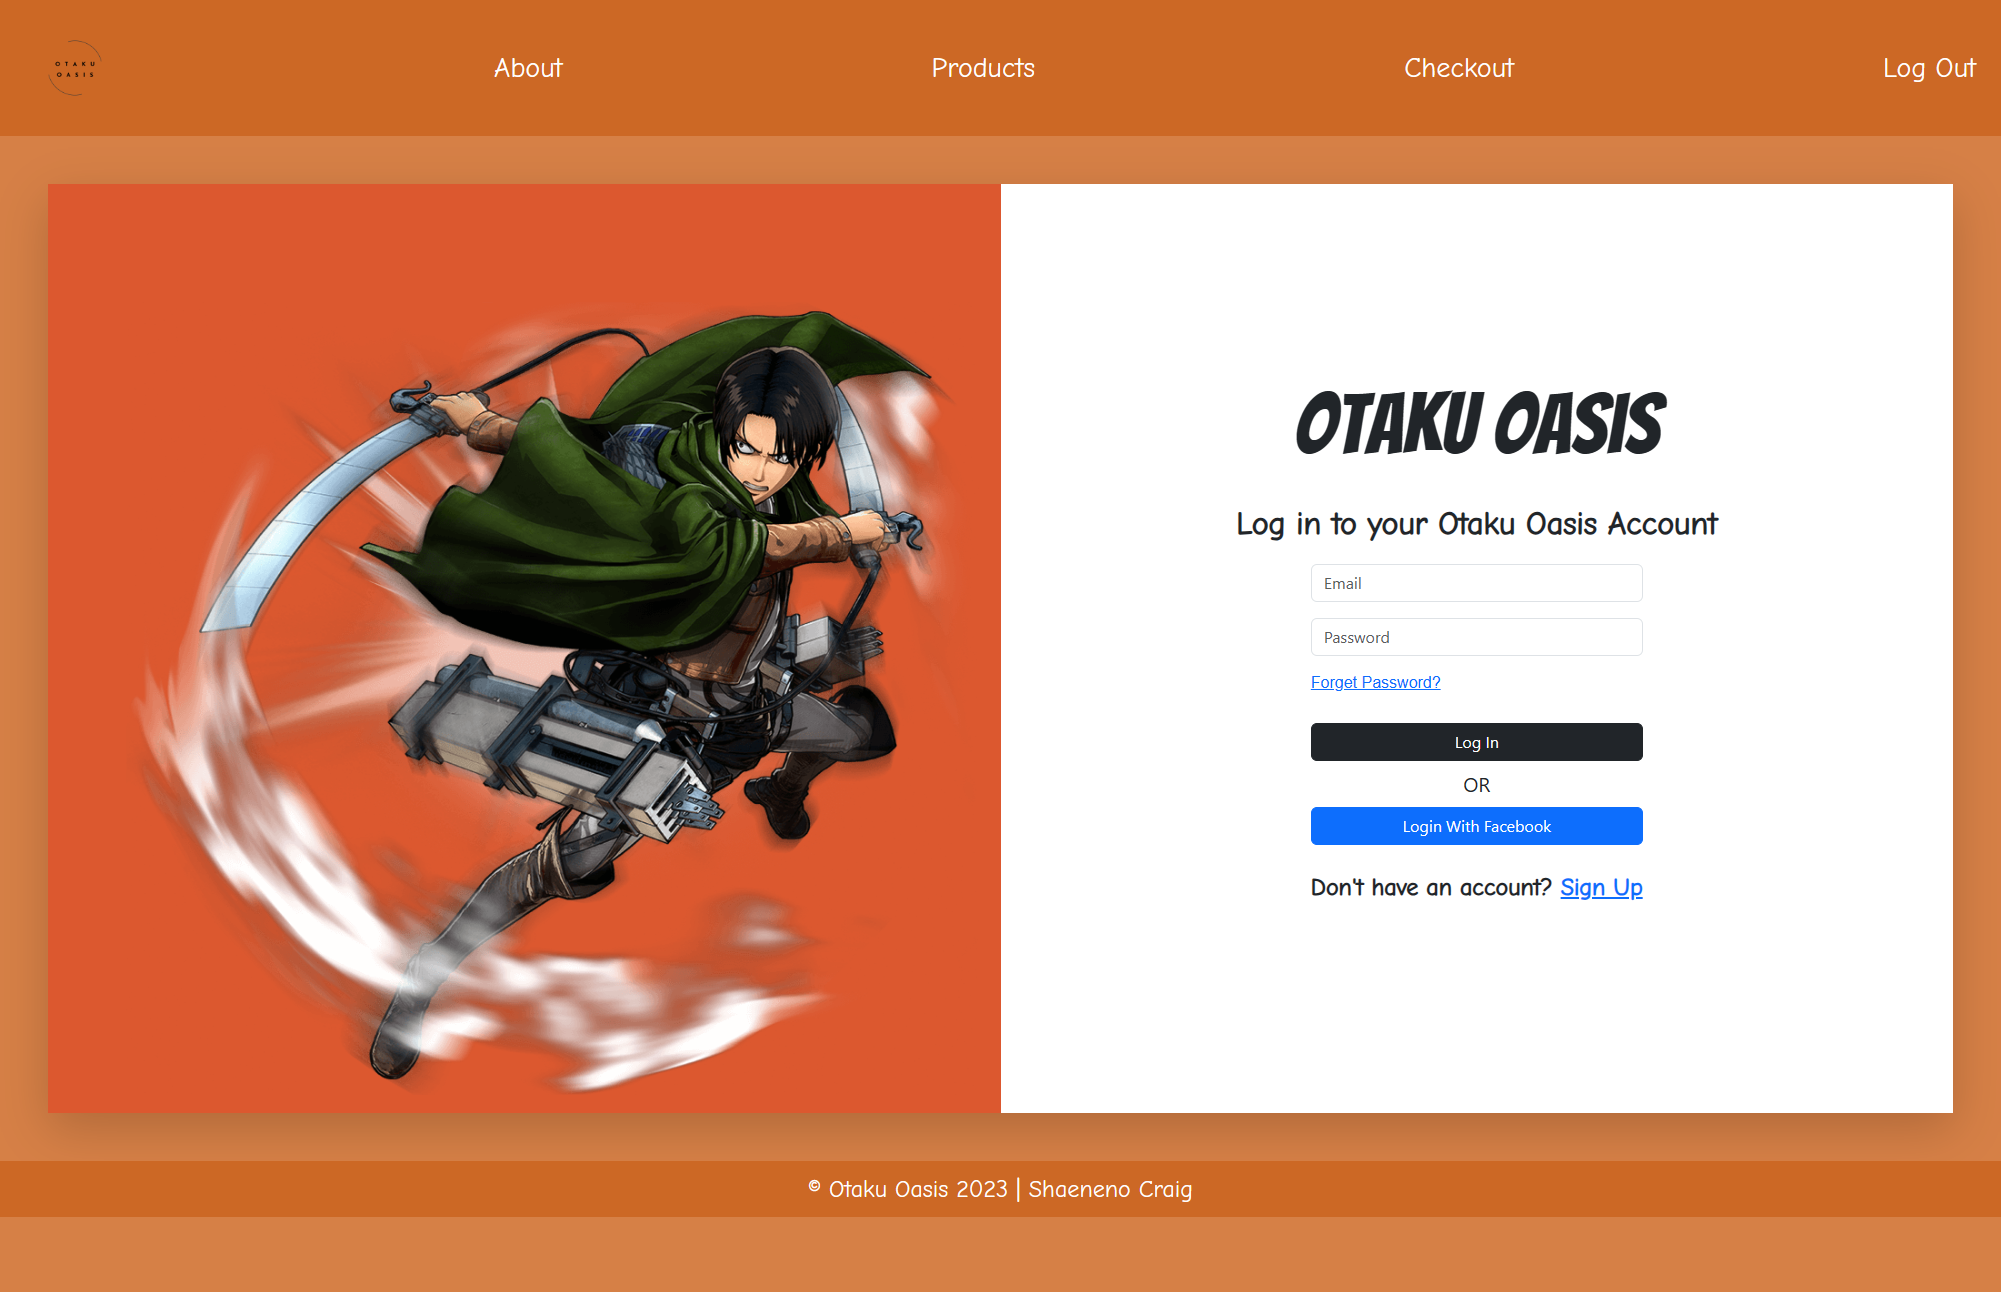 OTAKU
OASIS
About
Products
Checkout
Log Out
OTAKU OASIS
Log in to your Otaku Oasis Account
Email
Password
Forget Password?
Log In
OR
Login With Facebook
Don't have an account? Sign Up
© Otaku Oasis 2023 | Shaeneno Craig